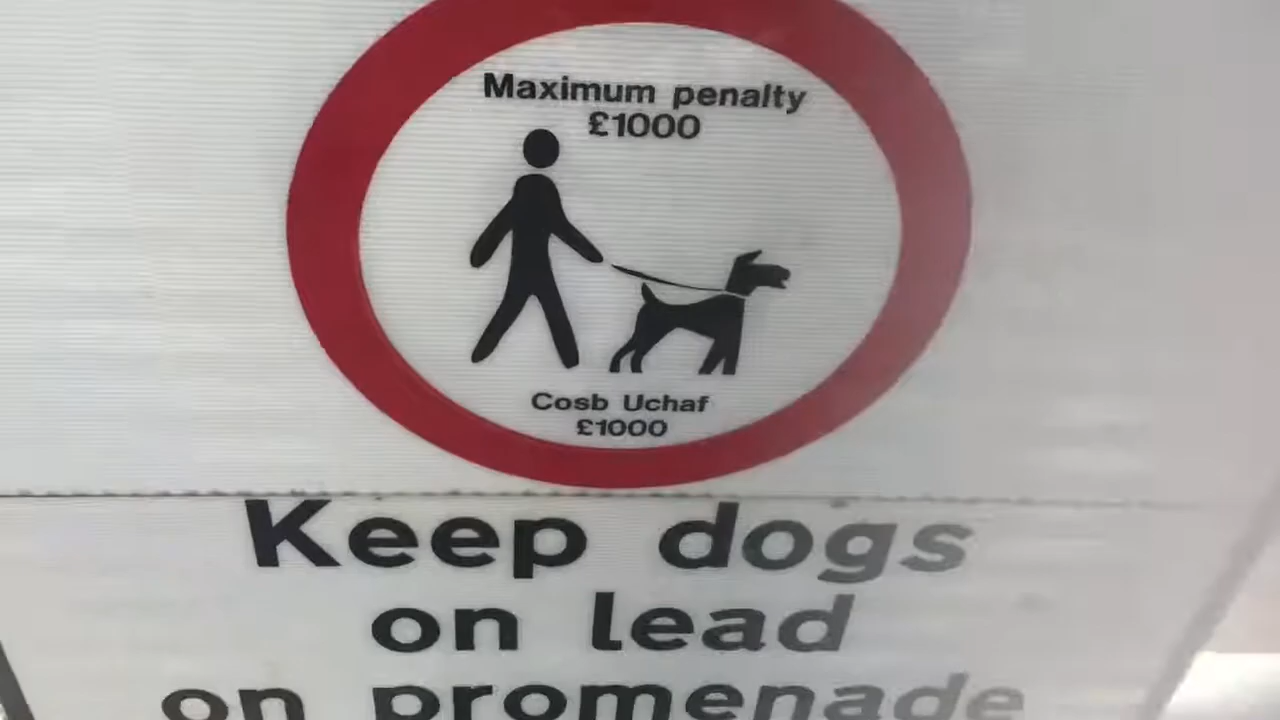 Maximum penalty
£1000
Cosb Uchaf
£1000
Keep dogs
on lead
on promenade